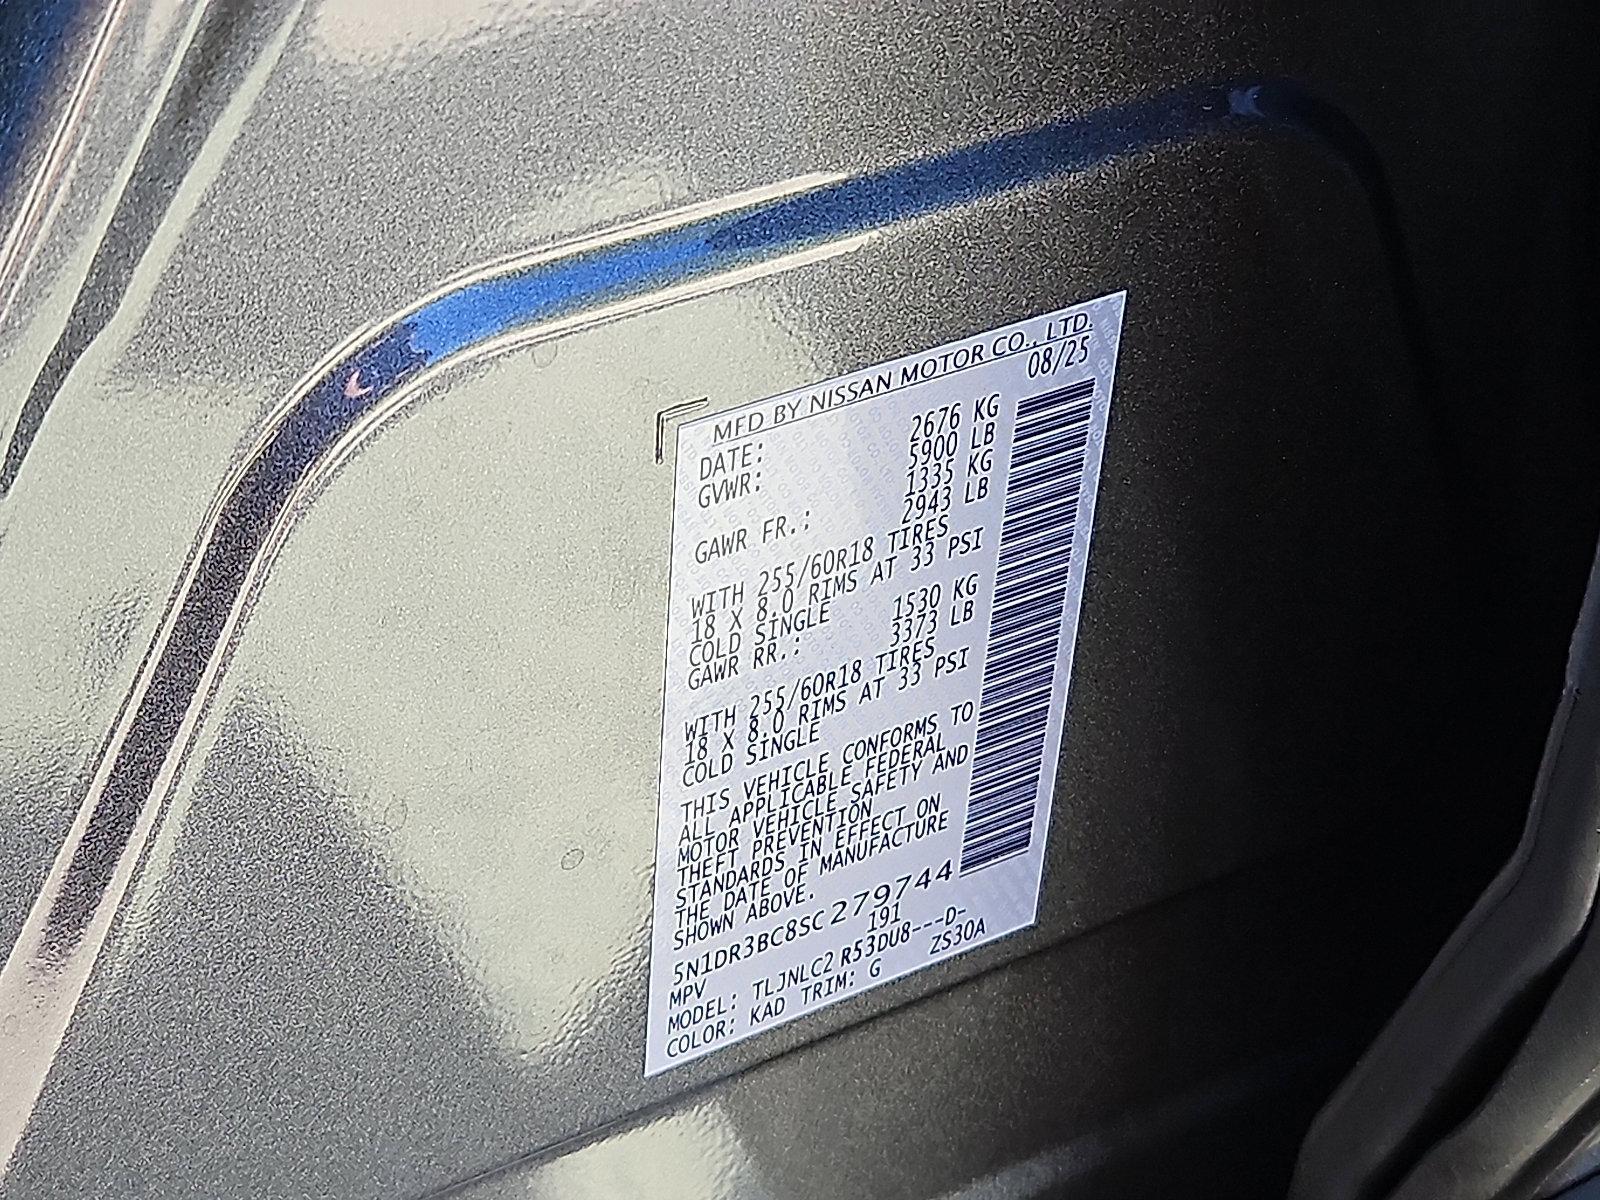 MFD BY NISSAN MOTOR CO., LTD.
DATE: 08/25
GVWR: 2676 KG
5900 LB
GAWR FR.: 1335 KG
2943 LB
WITH 255/60R18 TIRES
18 X 8.0 RIMS AT 33 PSI
COLD SINGLE
GAWR RR.: 1530 KG
3373 LB
WITH 255/60R18 TIRES
18 X 8.0 RIMS AT 33 PSI
COLD SINGLE
THIS VEHICLE CONFORMS TO
ALL APPLICABLE FEDERAL
MOTOR VEHICLE SAFETY AND
THEFT PREVENTION
STANDARDS IN EFFECT ON
THE DATE OF MANUFACTURE
SHOWN ABOVE.
5N1DR3BC8SC279744
MPV 191
MODEL: TLJNLC2 R53DU8---D-
COLOR: KAD TRIM: G ZS30A